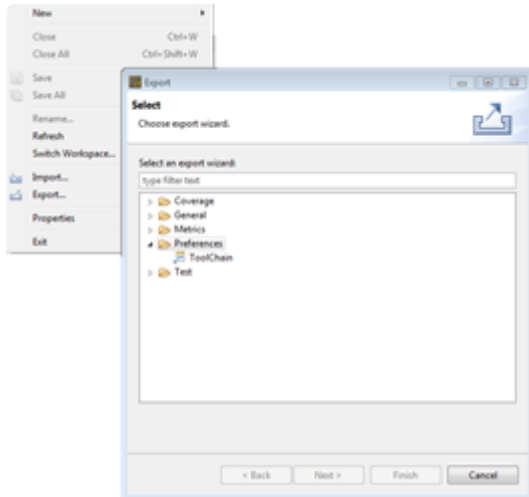 New
Close Ctrl+W
Close All Ctrl+Shift+W
Save
Save All
Rename...
Refresh
Switch Workspace...
Import...
Export...
Properties
Exit
Export
Select
Choose export wizard.
Select an export wizard:
type filter text
Coverage
General
Metrics
Preferences
ToolChain
Test
< Back Next > Finish Cancel